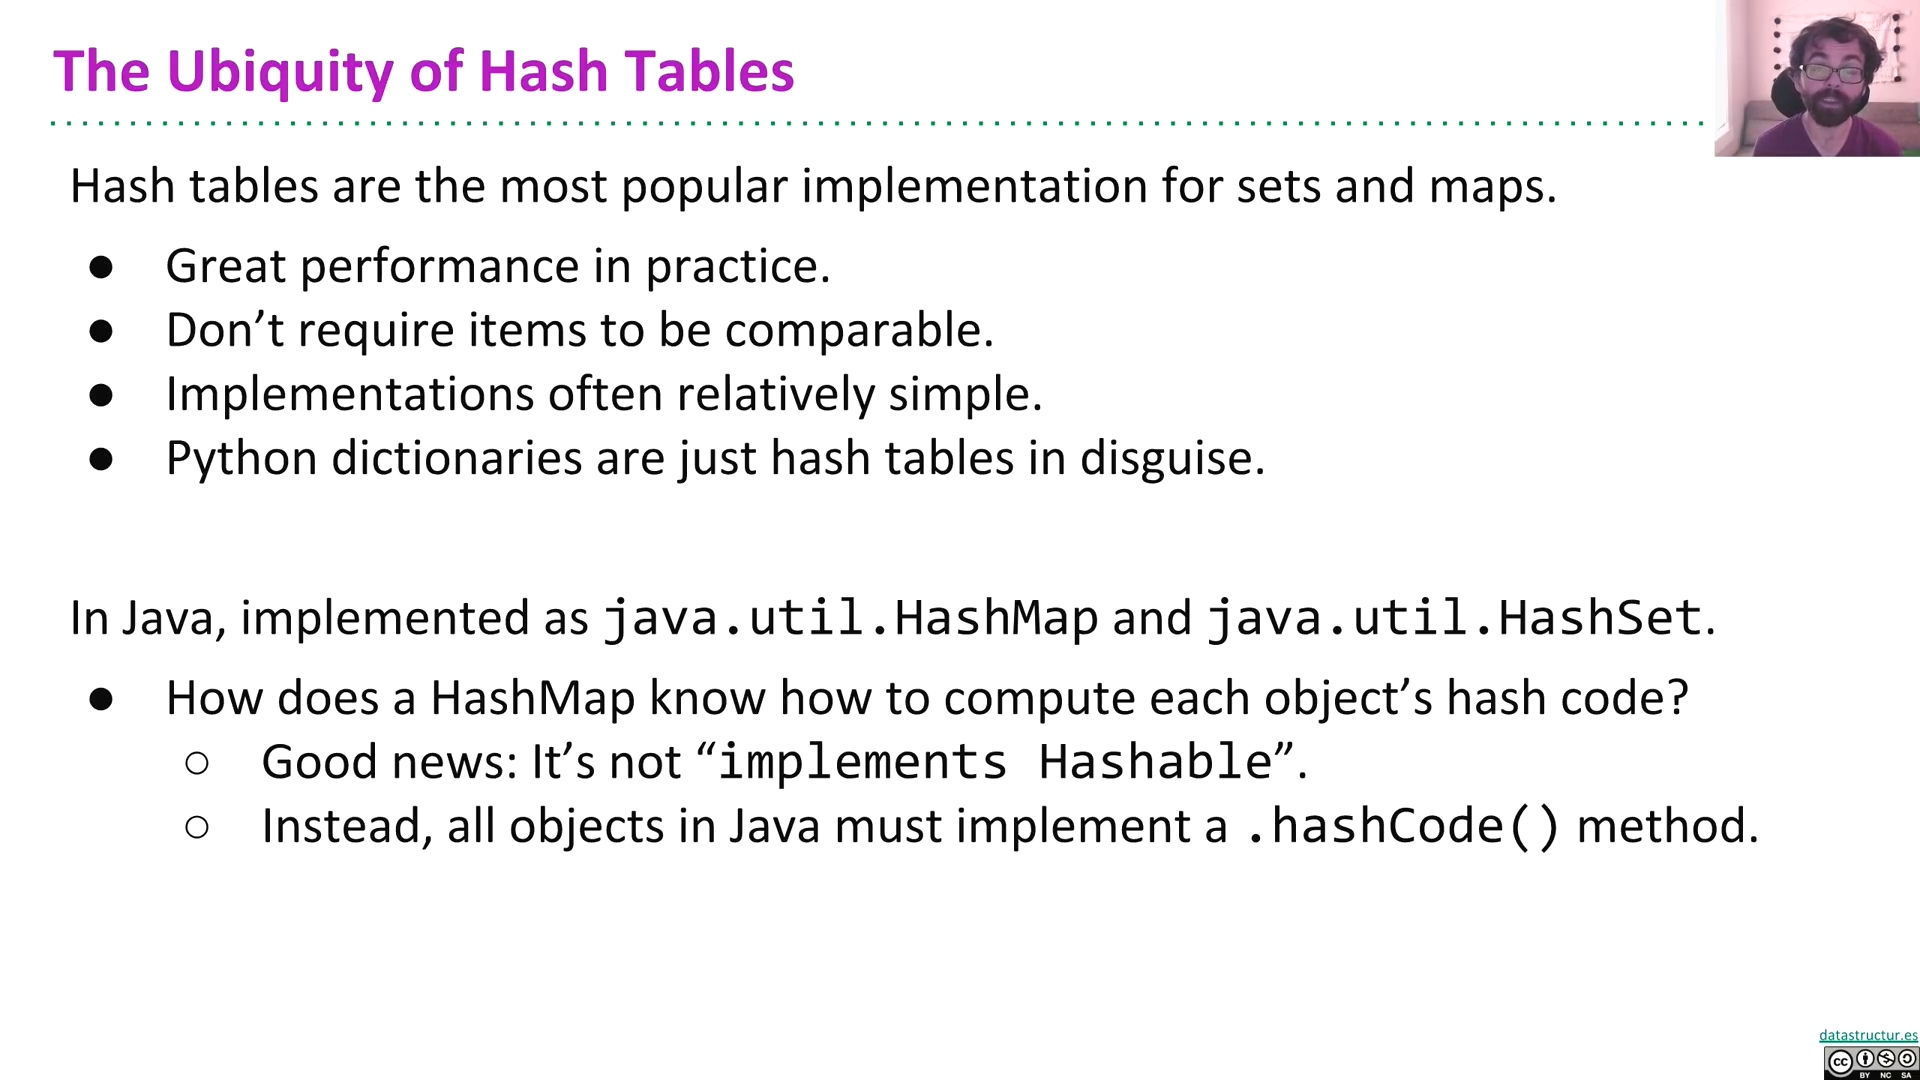 The Ubiquity of Hash Tables
Hash tables are the most popular implementation for sets and maps.
● Great performance in practice.
● Don’t require items to be comparable.
● Implementations often relatively simple.
● Python dictionaries are just hash tables in disguise.
In Java, implemented as java.util.HashMap and java.util.HashSet.
● How does a HashMap know how to compute each object’s hash code?
○ Good news: It’s not “implements Hashable”.
○ Instead, all objects in Java must implement a .hashCode() method.
datastructur.es
cc
BY NC SA